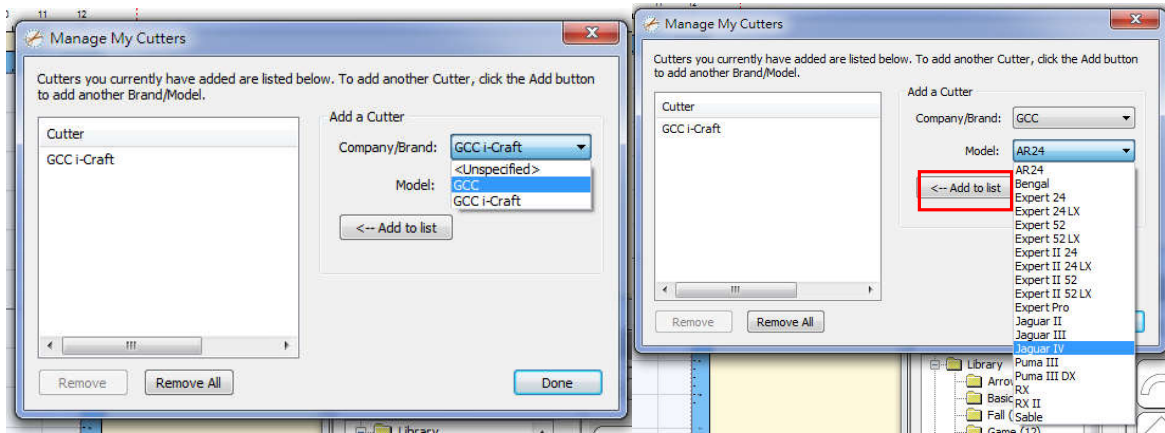 11 12
Manage My Cutters
Cutters you currently have added are listed below. To add another Cutter, click the Add button
to add another Brand/Model.
Cutter
GCC i-Craft
Add a Cutter
Company/Brand: GCC i-Craft
<Unspecified>
GCC
GCC i-Craft
Model:
<-- Add to list
Remove
Remove All
Done
Library
11
Manage My Cutters
Cutters you currently have added are listed below. To add another Cutter, click the Add button
to add another Brand/Model.
Cutter
GCC i-Craft
Add a Cutter
Company/Brand: GCC
Model: AR24
<-- Add to list
AR24
Bengal
Expert 24
Expert 24 LX
Expert 52
Expert 52 LX
Expert II 24
Expert II 24 LX
Expert II 52
Expert II 52 LX
Expert Pro
Jaguar II
Jaguar III
Jaguar IV
Puma III
Puma III DX
RX
RX II
Sable
Remove
Remove All
Library
Arro
Basic
Fall (
Game (12)